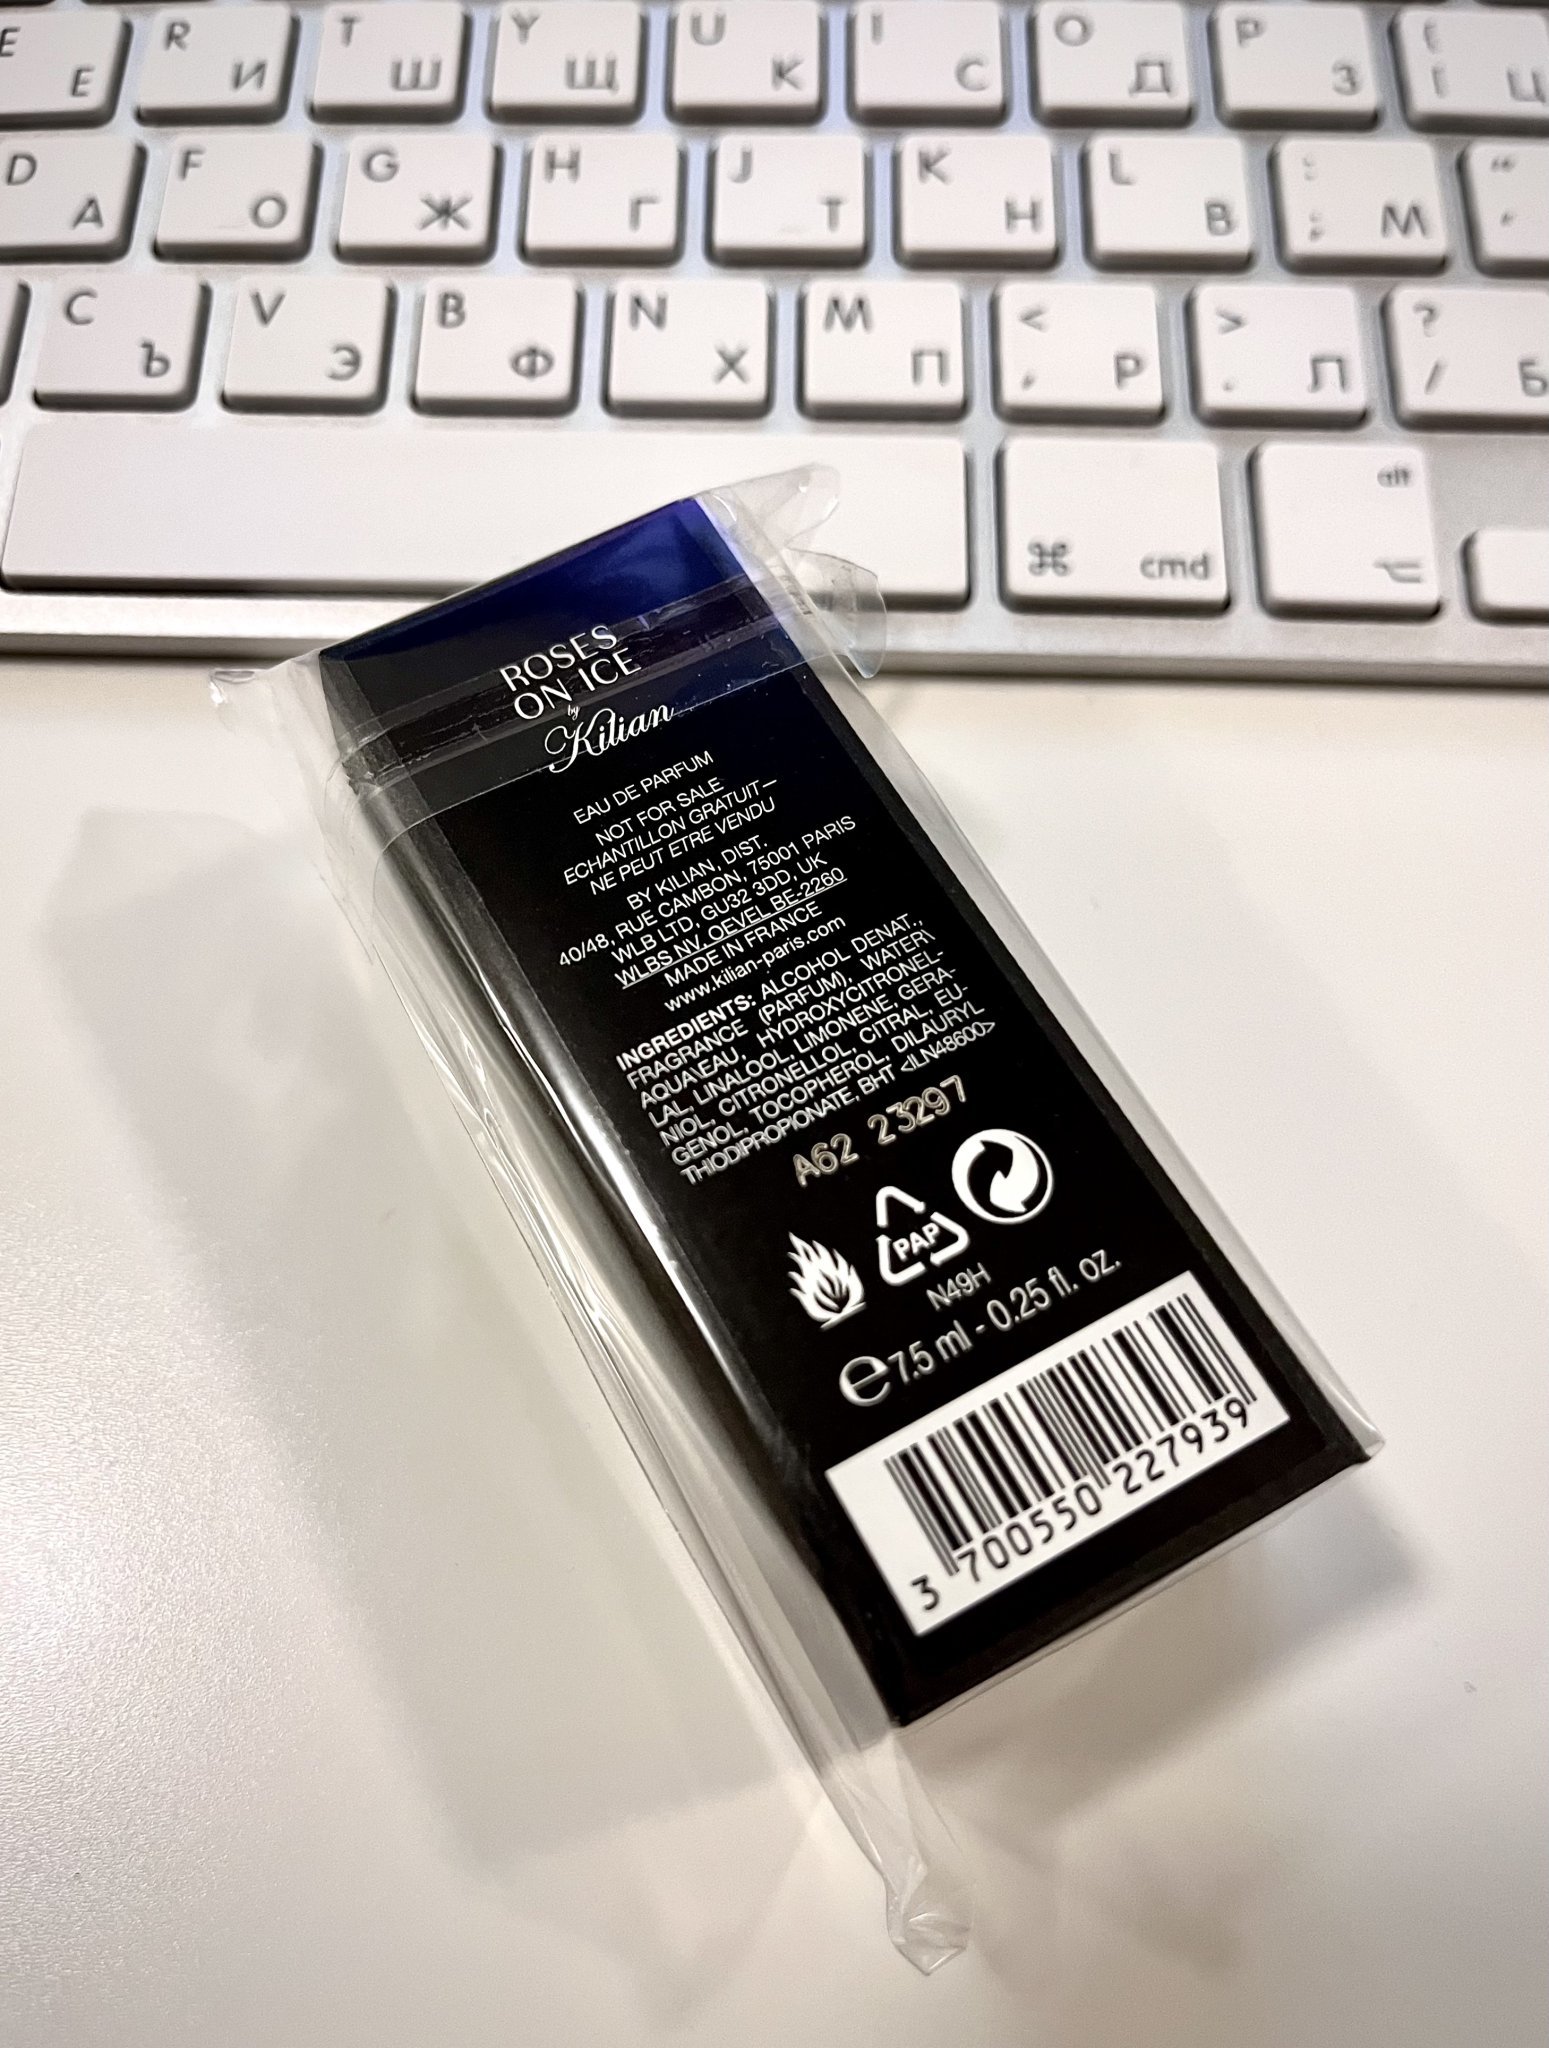 E E R И T Ш Y Щ U К I С O Д P З [ Ц
D А F О G Ж H Г J Т K Н L В : ; М “
C Ъ V Э B Ф N Х M П < , Р > . Л ? / Б
⌘ cmd alt ⌥
ROSES
ON ICE
by
Kilian
EAU DE PARFUM
NOT FOR SALE
ECHANTILLON GRATUIT—
NE PEUT ETRE VENDU
BY KILIAN, DIST.
40/48, RUE CAMBON, 75001 PARIS
WLB LTD, GU32 3DD, UK
WLBS NV, OEVEL BE-2260
MADE IN FRANCE
www.kilian-paris.com
INGREDIENTS: ALCOHOL DENAT.,
FRAGRANCE (PARFUM), WATER\
AQUA\EAU, HYDROXYCITRONEL-
LAL, LINALOOL, LIMONENE, GERA-
NIOL, CITRONELLOL, CITRAL, EU-
GENOL, TOCOPHEROL, DILAURYL
THIODIPROPIONATE, BHT <ILN48600>
A62 23297
PAP
N49H
℮ 7.5 ml - 0.25 fl. oz.
3 700550 227939